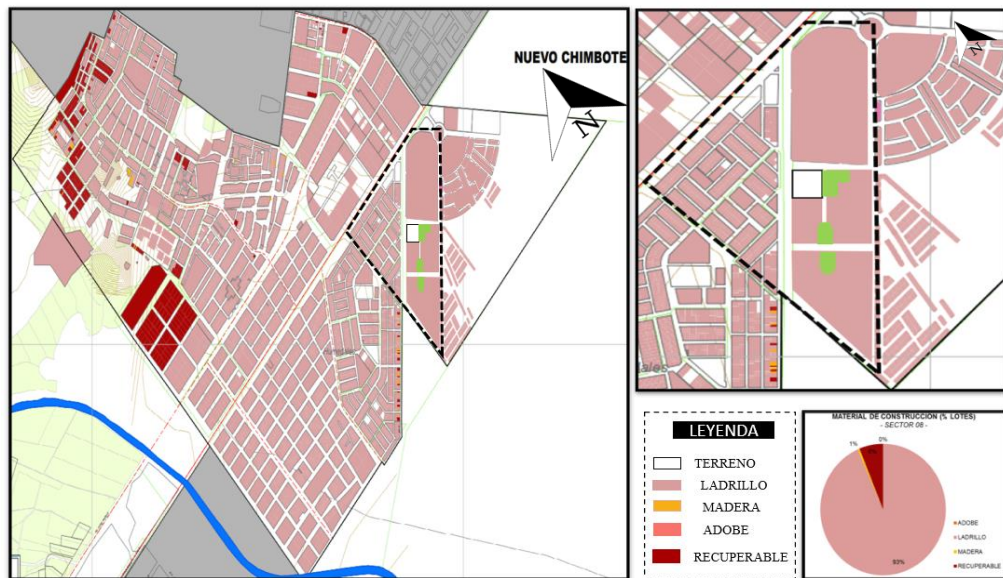 NUEVO CHIMBOTE
N
N
LEYENDA
TERRENO
LADRILLO
MADERA
ADOBE
RECUPERABLE
MATERIAL DE CONSTRUCCIÓN (% LOTES)
- SECTOR 08 -
1%
0%
93%
ADOBE
LADRILLO
MADERA
RECUPERABLE